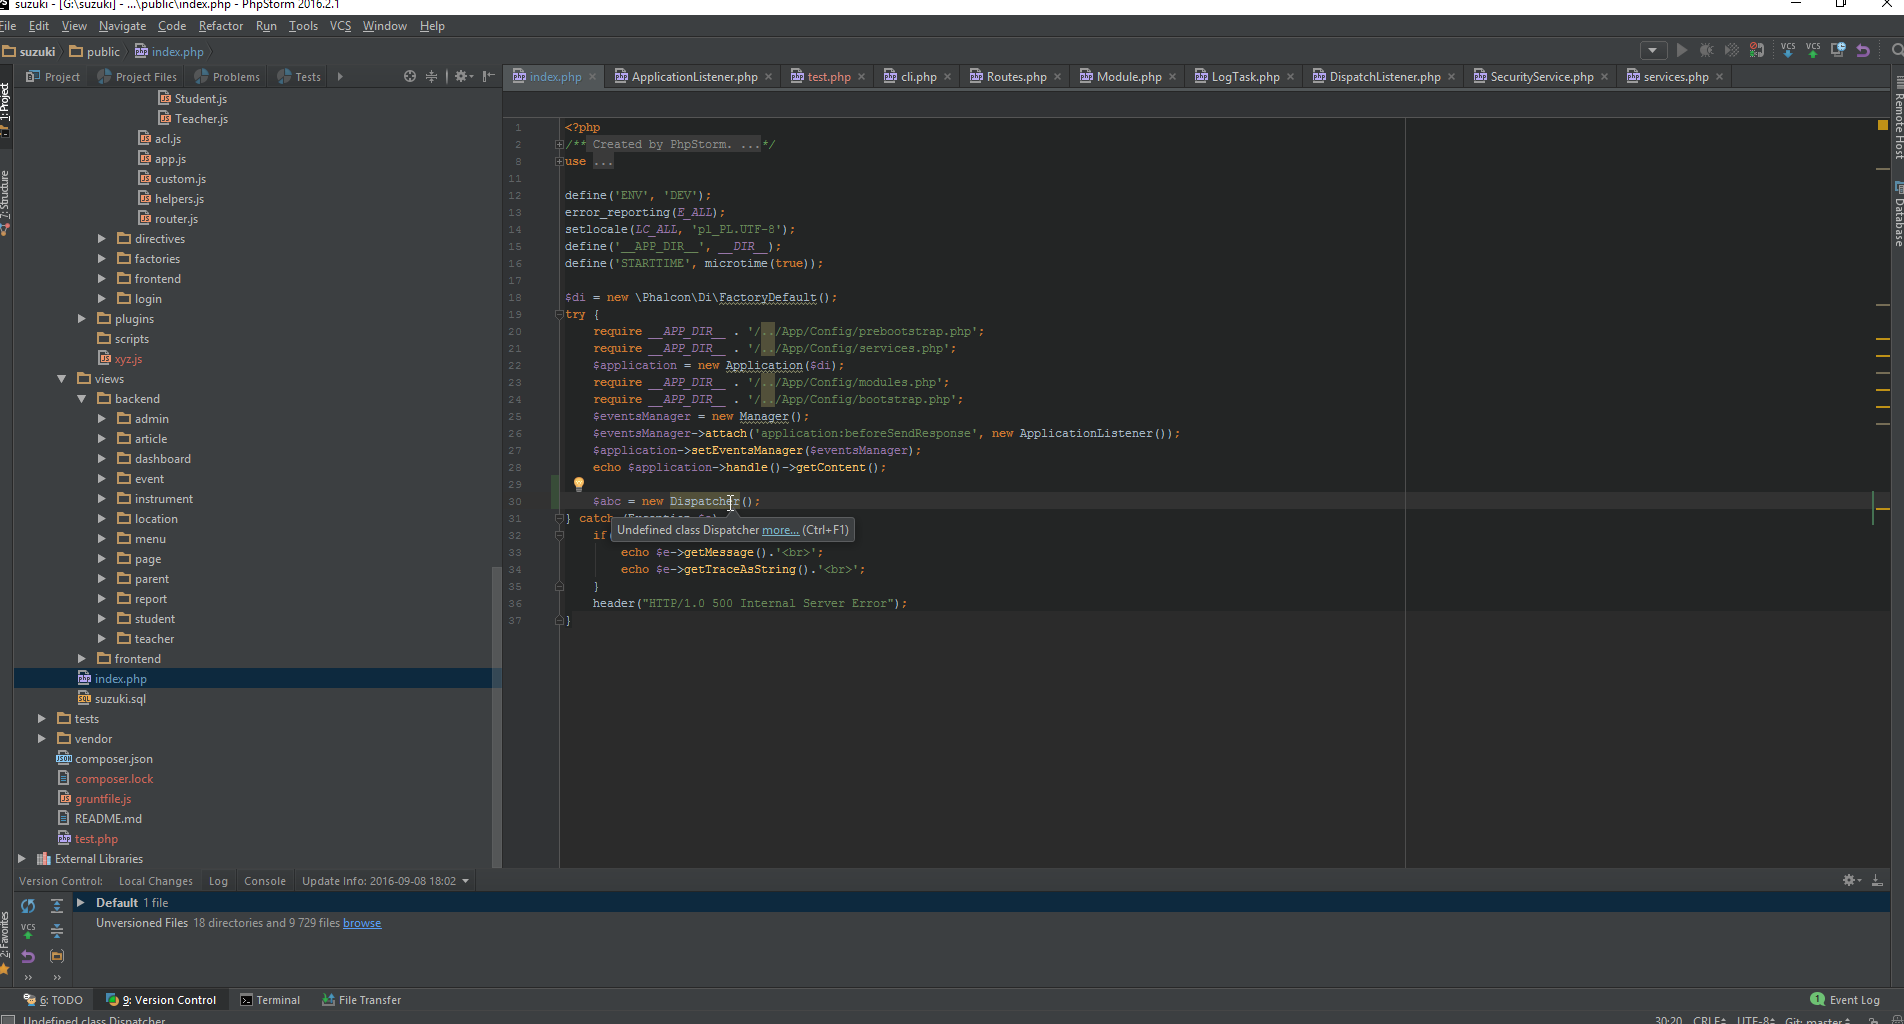 suzuki - [G:\suzuki] - ...\public\index.php - PhpStorm 2016.2.1
File Edit View Navigate Code Refactor Run Tools VCS Window Help
suzuki public index.php
Project Project Files Problems Tests
index.php ApplicationListener.php test.php cli.php Routes.php Module.php LogTask.php DispatchListener.php SecurityService.php services.php
1: Project
7: Structure
2: Favorites
Remote Host
Database
Student.js
Teacher.js
acl.js
app.js
custom.js
helpers.js
router.js
directives
factories
frontend
login
plugins
scripts
xyz.js
views
backend
admin
article
dashboard
event
instrument
location
menu
page
parent
report
student
teacher
frontend
index.php
suzuki.sql
tests
vendor
composer.json
composer.lock
gruntfile.js
README.md
test.php
External Libraries
1 <?php
2 /** Created by PhpStorm. ...*/
8 use ...
11
12 define('ENV', 'DEV');
13 error_reporting(E_ALL);
14 setlocale(LC_ALL, 'pl_PL.UTF-8');
15 define('__APP_DIR__', __DIR__);
16 define('STARTTIME', microtime(true));
17
18 $di = new \Phalcon\Di\FactoryDefault();
19 try {
20 require __APP_DIR__ . '/../App/Config/prebootstrap.php';
21 require __APP_DIR__ . '/../App/Config/services.php';
22 $application = new Application($di);
23 require __APP_DIR__ . '/../App/Config/modules.php';
24 require __APP_DIR__ . '/../App/Config/bootstrap.php';
25 $eventsManager = new Manager();
26 $eventsManager->attach('application:beforeSendResponse', new ApplicationListener());
27 $application->setEventsManager($eventsManager);
28 echo $application->handle()->getContent();
29
30 $abc = new Dispatcher();
31 } catch
Undefined class Dispatcher more... (Ctrl+F1)
32 if
33 echo $e->getMessage().'<br>';
34 echo $e->getTraceAsString().'<br>';
35 }
36 header("HTTP/1.0 500 Internal Server Error");
37 }
Version Control: Local Changes Log Console Update Info: 2016-09-08 18:02
Default 1 file
Unversioned Files 18 directories and 9 729 files browse
6: TODO 9: Version Control Terminal File Transfer 1 Event Log
Undefined class Dispatcher 30:20 CRLF UTF-8 Git: master